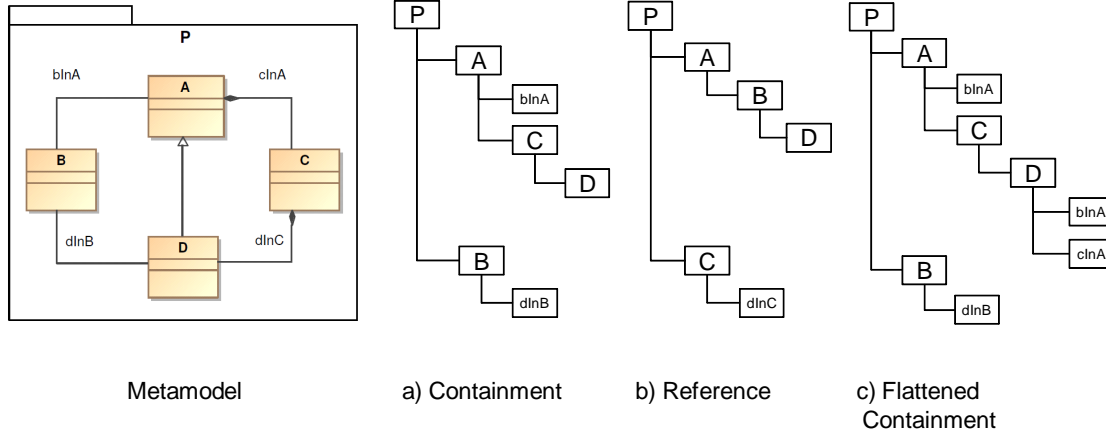 P
bInA
cInA
A
B
C
dInB
dInC
D
Metamodel
P
A
bInA
C
D
B
dInB
a) Containment
P
A
B
D
C
dInC
b) Reference
P
A
bInA
C
D
bInA
cInA
B
dInB
c) Flattened
Containment